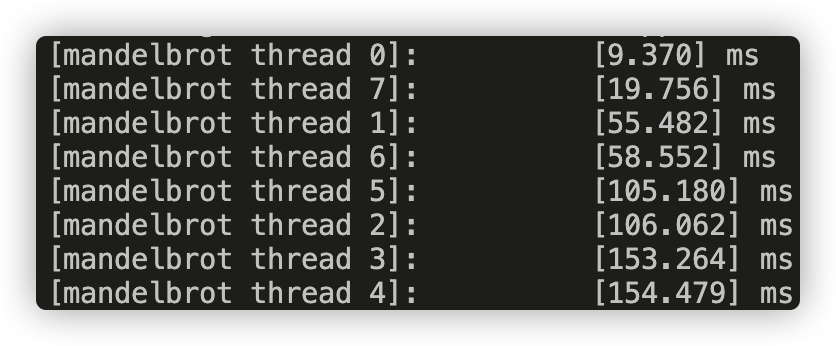 [mandelbrot thread 0]: [9.370] ms
[mandelbrot thread 7]: [19.756] ms
[mandelbrot thread 1]: [55.482] ms
[mandelbrot thread 6]: [58.552] ms
[mandelbrot thread 5]: [105.180] ms
[mandelbrot thread 2]: [106.062] ms
[mandelbrot thread 3]: [153.264] ms
[mandelbrot thread 4]: [154.479] ms